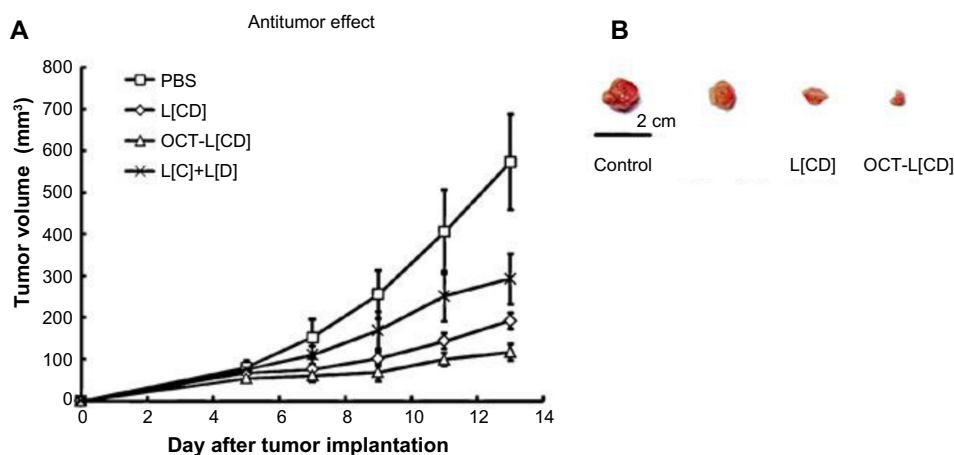 A
Antitumor effect
Tumor volume (mm³)
800
700
600
500
400
300
200
100
0
PBS
L[CD]
OCT-L[CD]
L[C]+L[D]
0 2 4 6 8 10 12 14
Day after tumor implantation
B
2 cm
Control L[CD] OCT-L[CD]